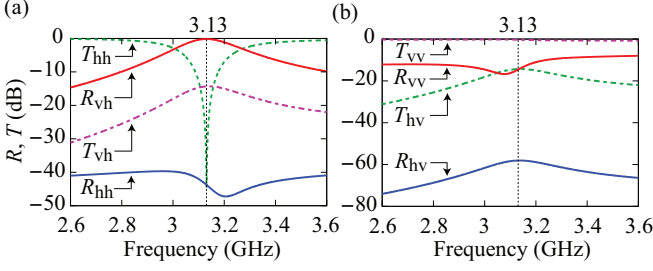 (a)
3.13
0
−10
−20
−30
−40
−50
R, T (dB)
T_hh
R_vh
T_vh
R_hh
2.6 2.8 3 3.2 3.4 3.6
Frequency (GHz)
(b)
3.13
0
−20
−40
−60
−80
T_vv
R_vv
T_hv
R_hv
2.6 2.8 3 3.2 3.4 3.6
Frequency (GHz)